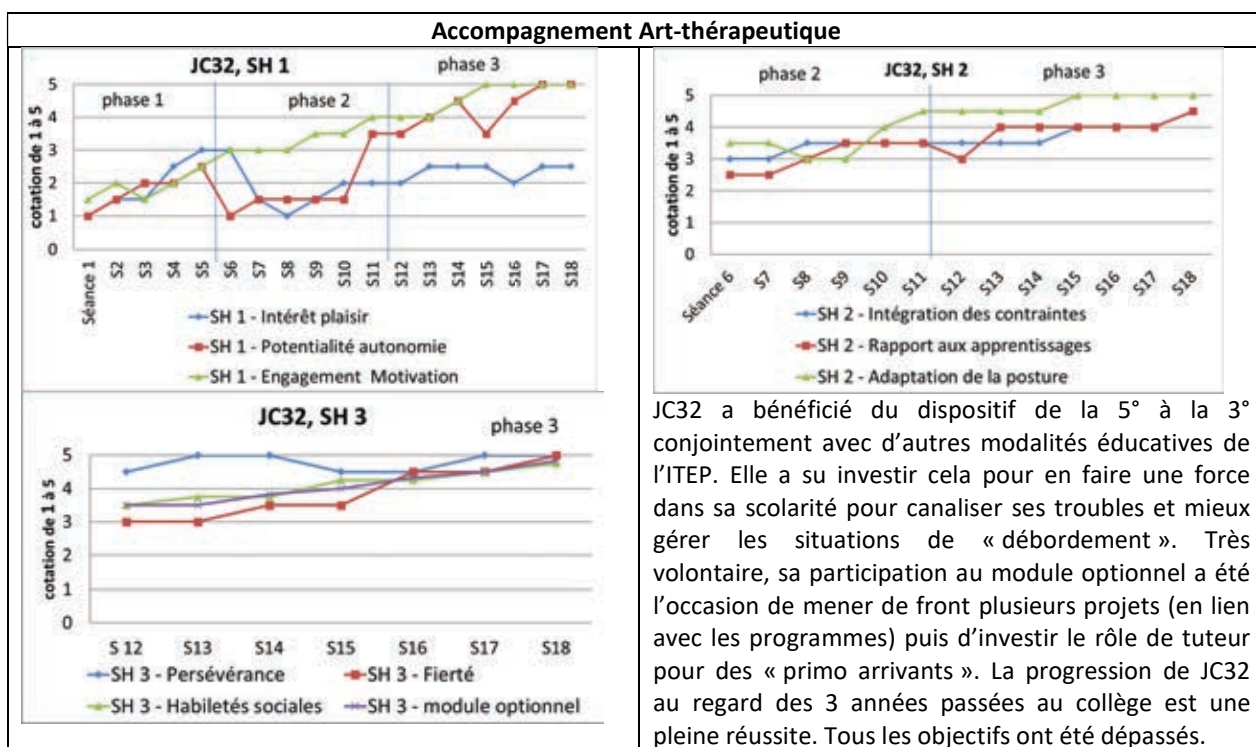 Accompagnement Art-thérapeutique
JC32, SH 1
phase 3
phase 1
phase 2
cotation de 1 à 5
5
4
3
2
1
0
Séance 1
S2
S3
S4
S5
S6
S7
S8
S9
S10
S11
S12
S13
S14
S15
S16
S17
S18
SH 1 - Intérêt plaisir
SH 1 - Potentialité autonomie
SH 1 - Engagement Motivation
JC32, SH 3
phase 3
cotation de 1 à 5
5
4
3
2
1
0
S 12
S13
S14
S15
S16
S17
S18
SH 3 - Persévérance
SH 3 - Fierté
SH 3 - Habiletés sociales
SH 3 - module optionnel
phase 2
JC32, SH 2
phase 3
cotation de 1 à 5
5
4
3
2
1
0
Séance 6
S7
S8
S9
S10
S11
S12
S13
S14
S15
S16
S17
S18
SH 2 - Intégration des contraintes
SH 2 - Rapport aux apprentissages
SH 2 - Adaptation de la posture
JC32 a bénéficié du dispositif de la 5° à la 3°
conjointement avec d’autres modalités éducatives de
l’ITEP. Elle a su investir cela pour en faire une force
dans sa scolarité pour canaliser ses troubles et mieux
gérer les situations de « débordement ». Très
volontaire, sa participation au module optionnel a été
l’occasion de mener de front plusieurs projets (en lien
avec les programmes) puis d’investir le rôle de tuteur
pour des « primo arrivants ». La progression de JC32
au regard des 3 années passées au collège est une
pleine réussite. Tous les objectifs ont été dépassés.